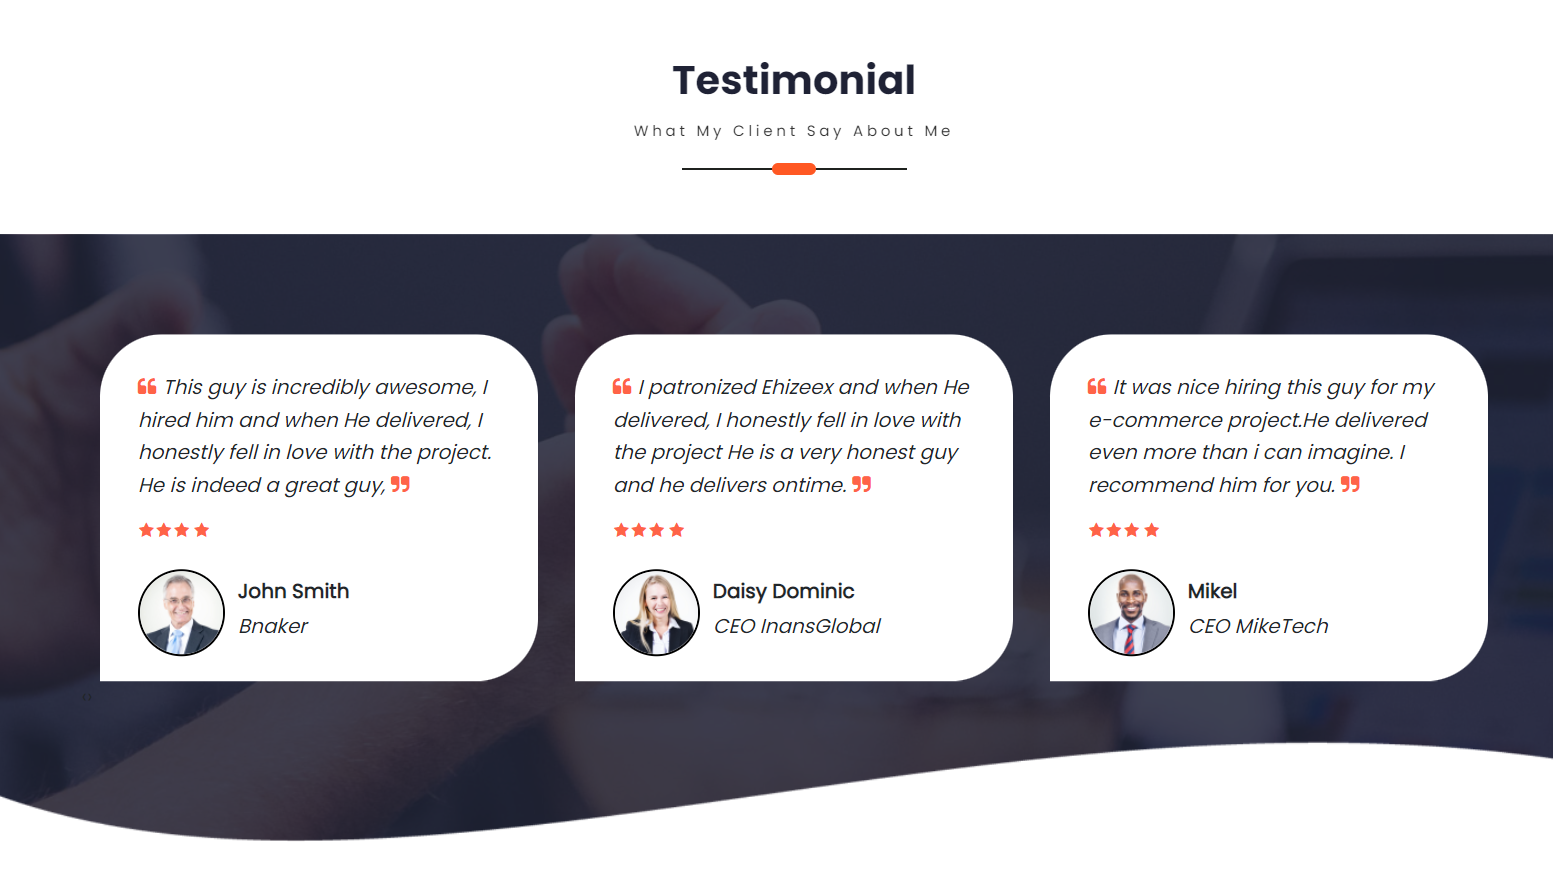 Testimonial
What My Client Say About Me
❝ This guy is incredibly awesome, I
hired him and when He delivered, I
honestly fell in love with the project.
He is indeed a great guy, ❞
John Smith
Bnaker
❝ I patronized Ehizeex and when He
delivered, I honestly fell in love with
the project He is a very honest guy
and he delivers ontime. ❞
Daisy Dominic
CEO InansGlobal
❝ It was nice hiring this guy for my
e-commerce project.He delivered
even more than i can imagine. I
recommend him for you. ❞
Mikel
CEO MikeTech